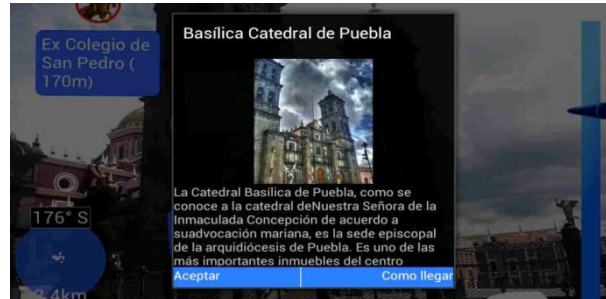 Ex Colegio de
San Pedro (
170m)
Basílica Catedral de Puebla
La Catedral Basílica de Puebla, como se
conoce a la catedral deNuestra Señora de la
Inmaculada Concepción de acuerdo a
suadvocación mariana, es la sede episcopal
de la arquidiócesis de Puebla. Es uno de las
más importantes inmuebles del centro
Aceptar
Como llegar
176° S
2.4km